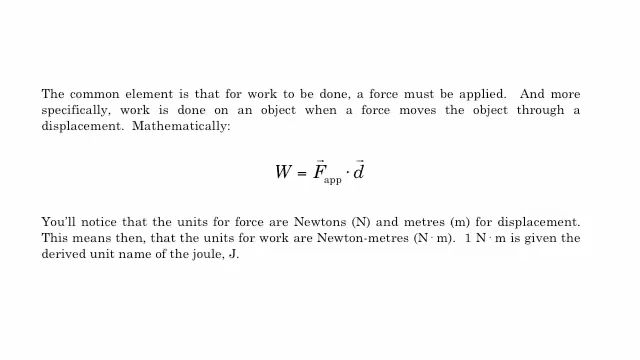 The common element is that for work to be done, a force must be applied. And more
specifically, work is done on an object when a force moves the object through a
displacement. Mathematically:
W = F⃗app · d⃗
You'll notice that the units for force are Newtons (N) and metres (m) for displacement.
This means then, that the units for work are Newton-metres (N · m). 1 N · m is given the
derived unit name of the joule, J.